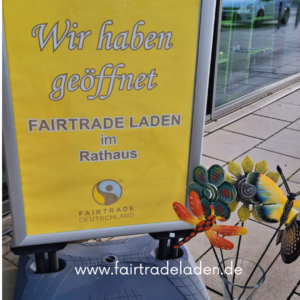 Wir haben
geöffnet
FAIRTRADE LADEN
im
Rathaus
FAIRTRADE
DEUTSCHLAND
www.fairtradeladen.de